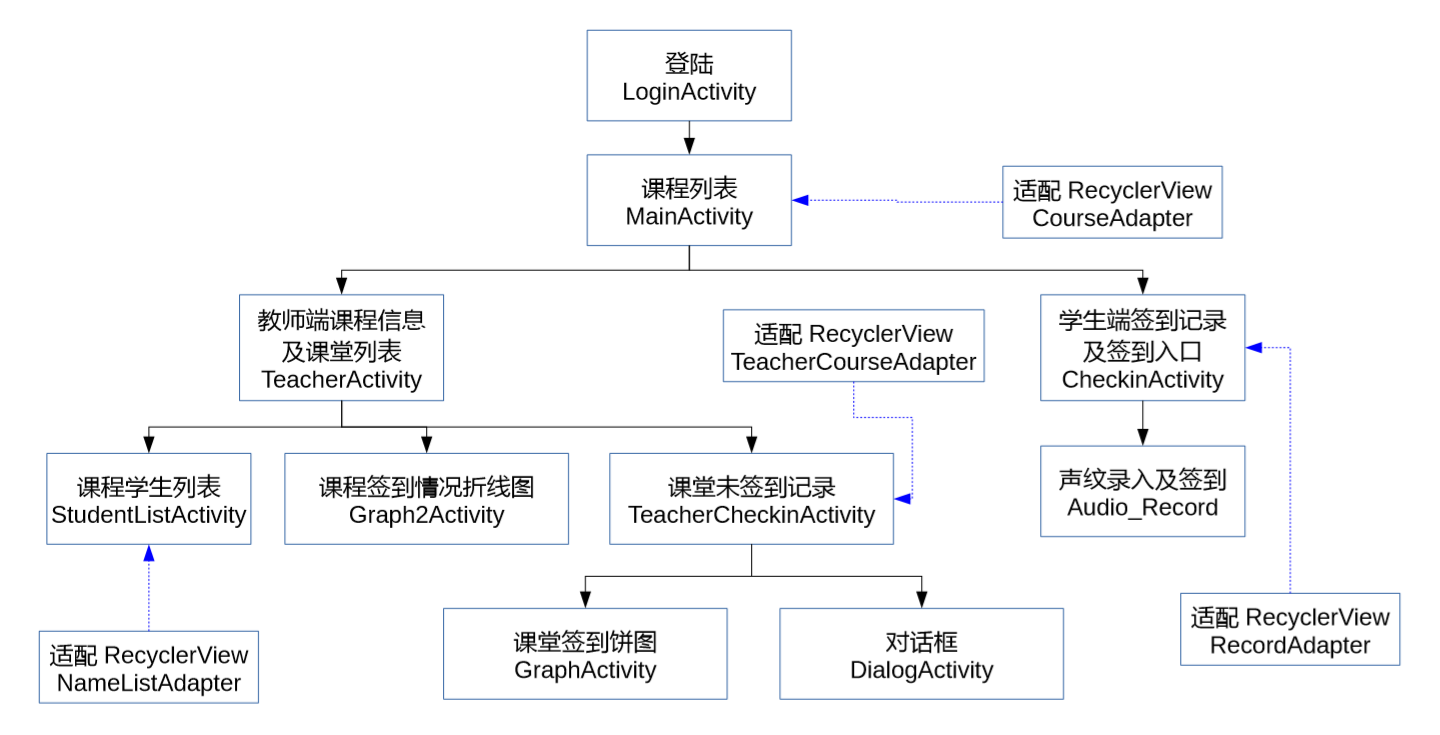 登陆
LoginActivity
课程列表
MainActivity
适配 RecyclerView
CourseAdapter
教师端课程信息
及课堂列表
TeacherActivity
适配 RecyclerView
TeacherCourseAdapter
学生端签到记录
及签到入口
CheckinActivity
课程学生列表
StudentListActivity
课程签到情况折线图
Graph2Activity
课堂未签到记录
TeacherCheckinActivity
声纹录入及签到
Audio_Record
适配 RecyclerView
NameListAdapter
课堂签到饼图
GraphActivity
对话框
DialogActivity
适配 RecyclerView
RecordAdapter